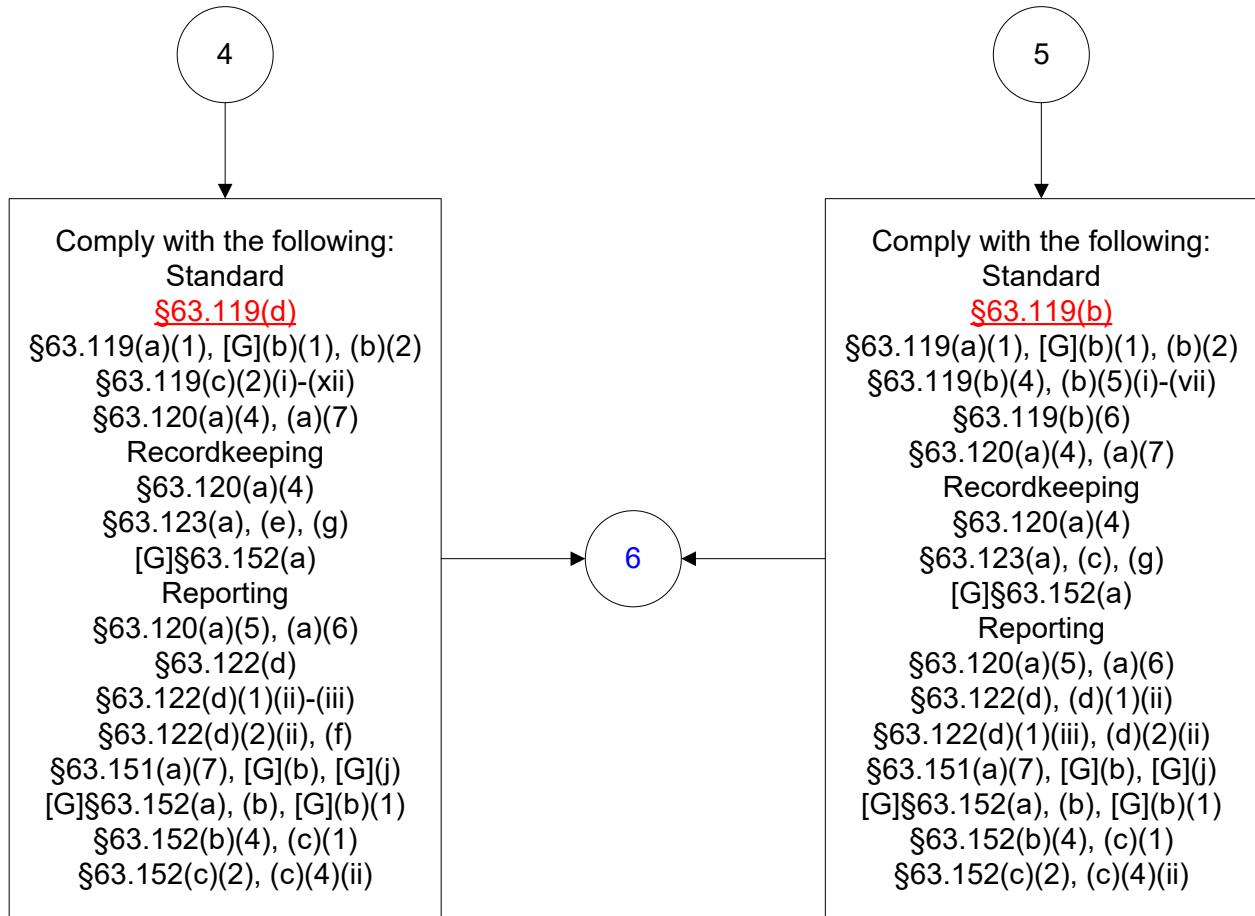 4
5
Comply with the following:
Standard
§63.119(d)
§63.119(a)(1), [G](b)(1), (b)(2)
§63.119(c)(2)(i)-(xii)
§63.120(a)(4), (a)(7)
Recordkeeping
§63.120(a)(4)
§63.123(a), (e), (g)
[G]§63.152(a)
Reporting
§63.120(a)(5), (a)(6)
§63.122(d)
§63.122(d)(1)(ii)-(iii)
§63.122(d)(2)(ii), (f)
§63.151(a)(7), [G](b), [G](j)
[G]§63.152(a), (b), [G](b)(1)
§63.152(b)(4), (c)(1)
§63.152(c)(2), (c)(4)(ii)
6
Comply with the following:
Standard
§63.119(b)
§63.119(a)(1), [G](b)(1), (b)(2)
§63.119(b)(4), (b)(5)(i)-(vii)
§63.119(b)(6)
§63.120(a)(4), (a)(7)
Recordkeeping
§63.120(a)(4)
§63.123(a), (c), (g)
[G]§63.152(a)
Reporting
§63.120(a)(5), (a)(6)
§63.122(d), (d)(1)(ii)
§63.122(d)(1)(iii), (d)(2)(ii)
§63.151(a)(7), [G](b), [G](j)
[G]§63.152(a), (b), [G](b)(1)
§63.152(b)(4), (c)(1)
§63.152(c)(2), (c)(4)(ii)